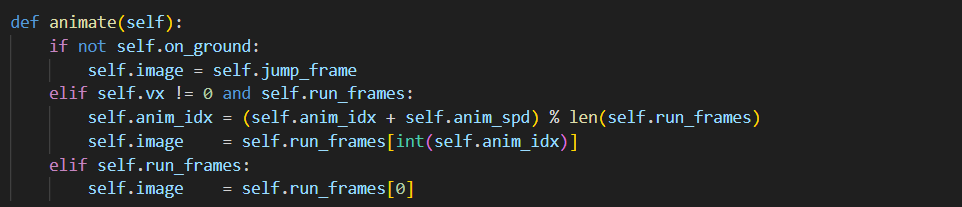 def animate(self):
    if not self.on_ground:
        self.image = self.jump_frame
    elif self.vx != 0 and self.run_frames:
        self.anim_idx = (self.anim_idx + self.anim_spd) % len(self.run_frames)
        self.image    = self.run_frames[int(self.anim_idx)]
    elif self.run_frames:
        self.image    = self.run_frames[0]